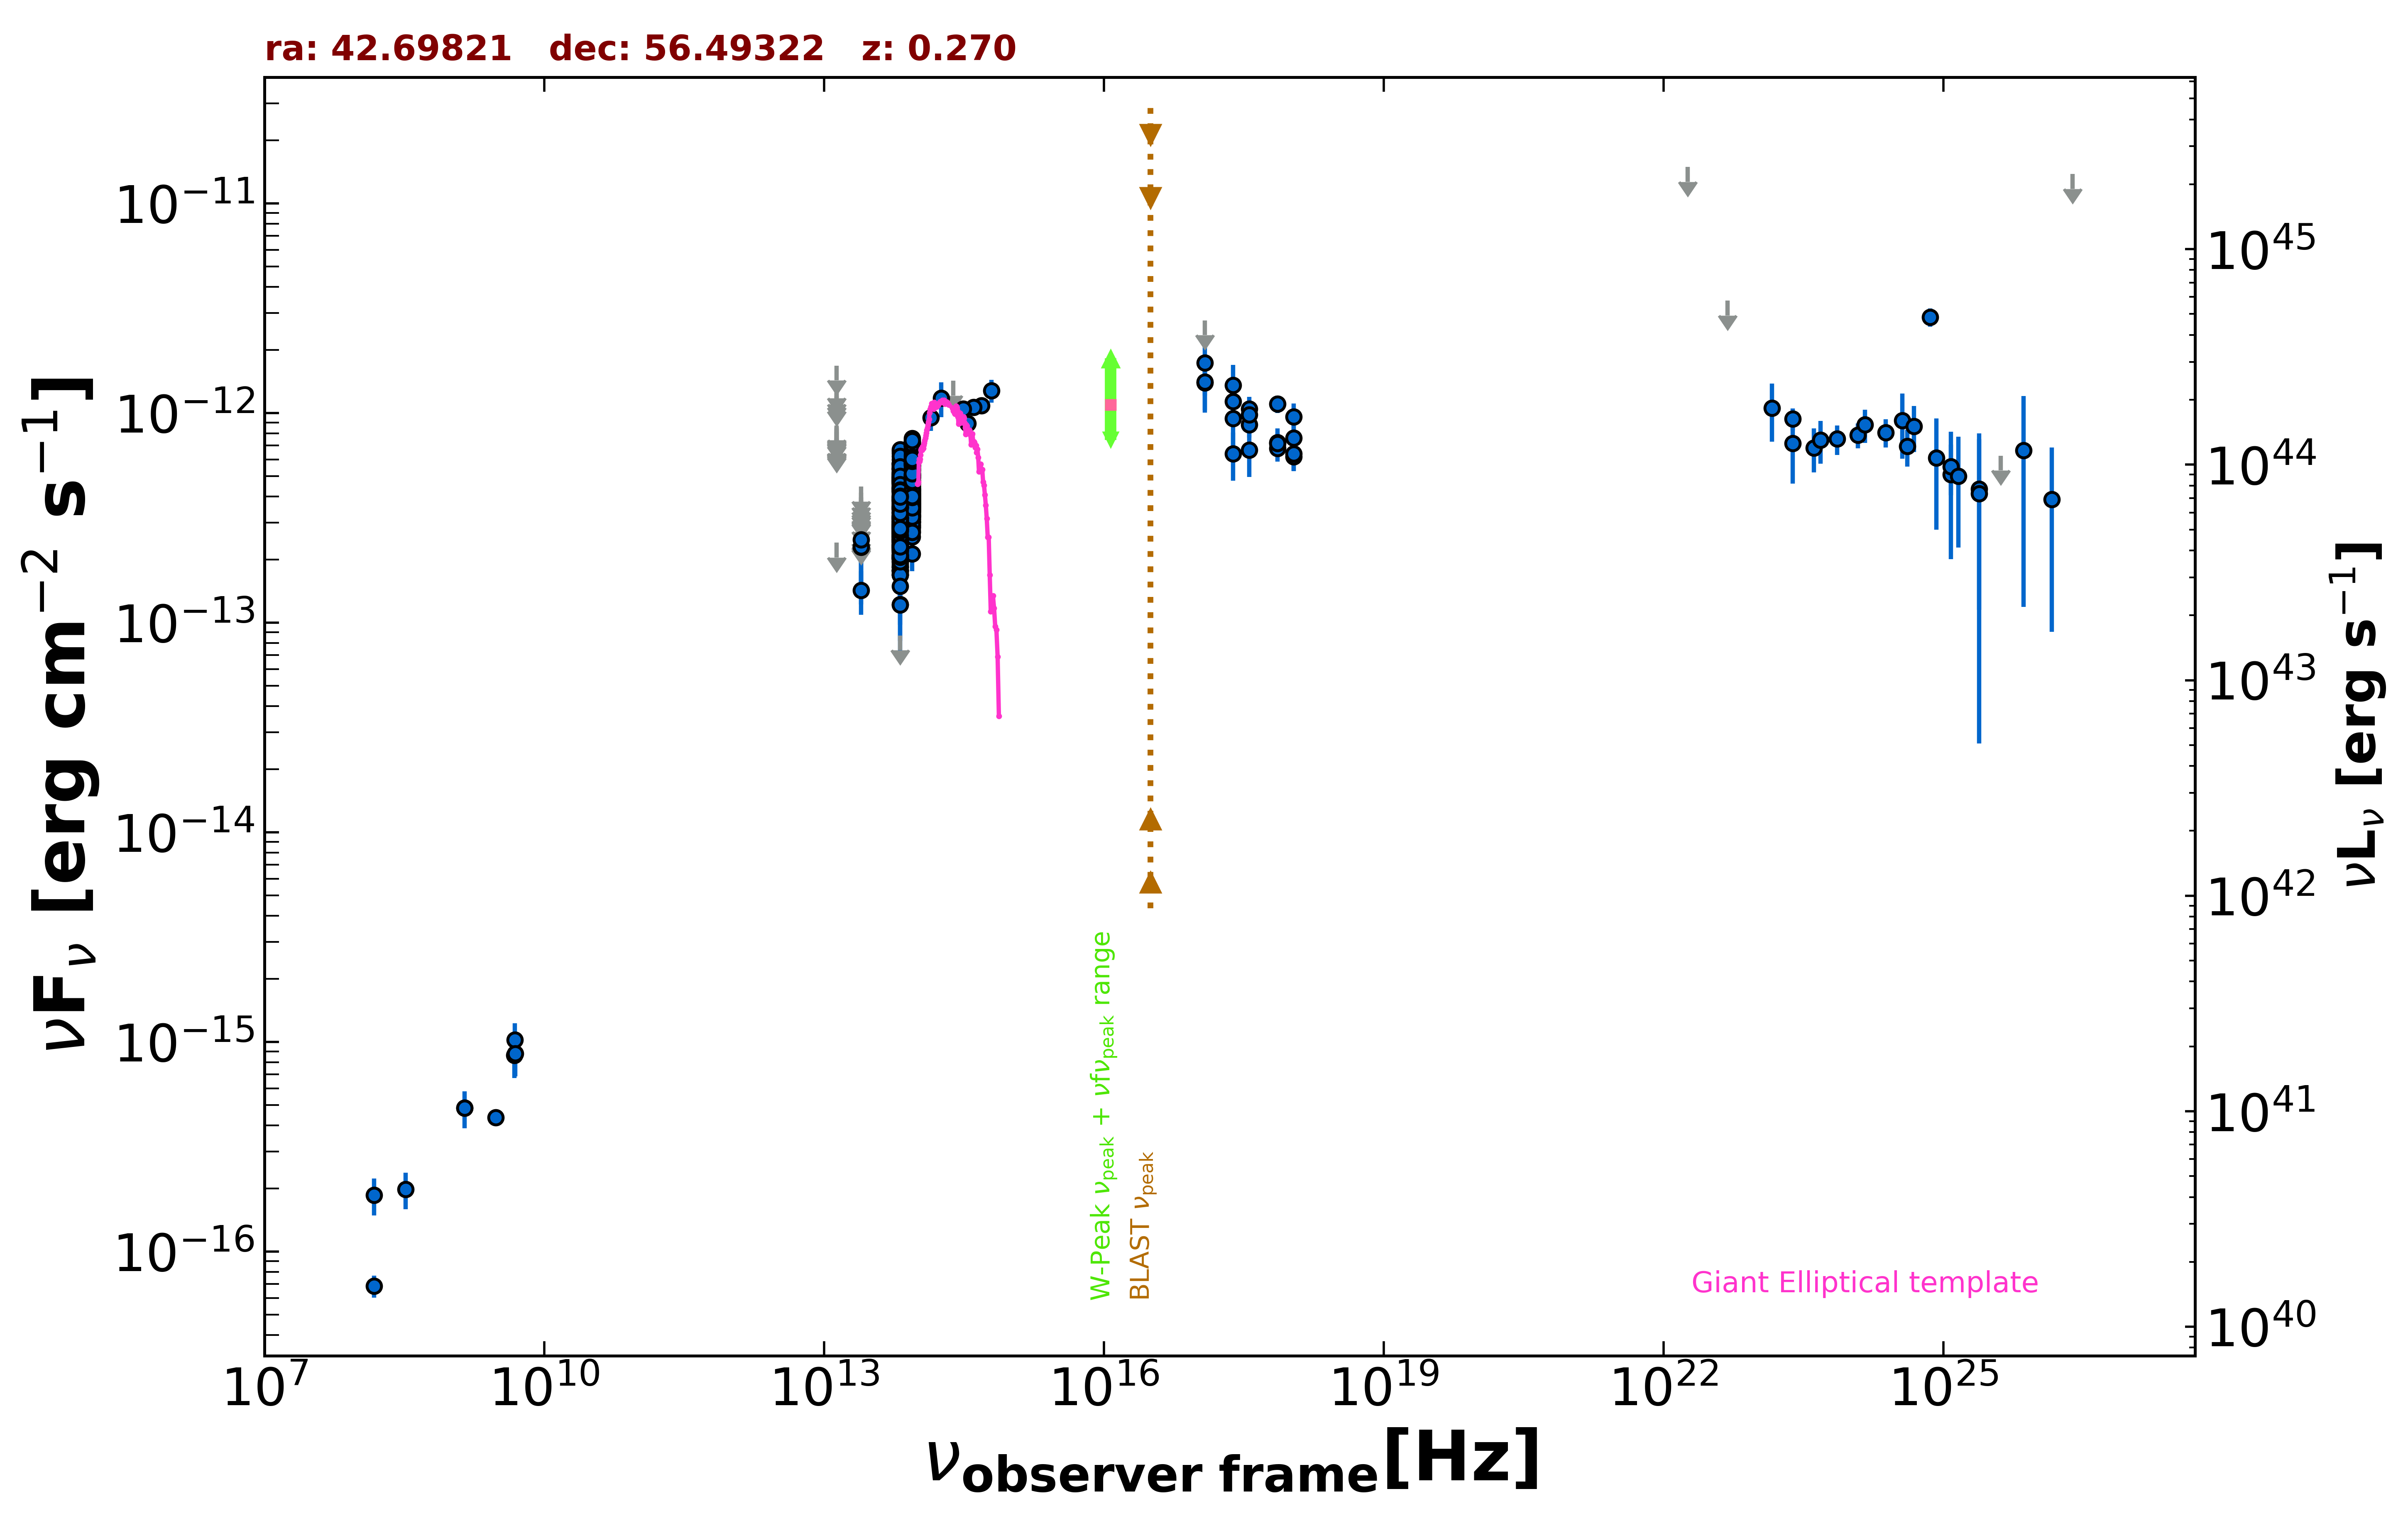 ra: 42.69821   dec: 56.49322   z: 0.270
νFν [erg cm⁻² s⁻¹]
10⁻¹¹
10⁻¹²
10⁻¹³
10⁻¹⁴
10⁻¹⁵
10⁻¹⁶
10⁴⁵
10⁴⁴
10⁴³
10⁴²
10⁴¹
10⁴⁰
νLν [erg s⁻¹]
W-Peak νpeak + νfνpeak range
BLAST νpeak
Giant Elliptical template
10⁷ 10¹⁰ 10¹³ 10¹⁶ 10¹⁹ 10²² 10²⁵
νobserver frame[Hz]